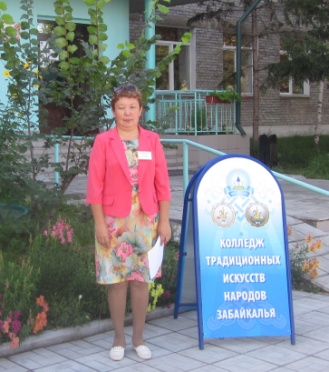 КОЛЛЕДЖ
ТРАДИЦИОННЫХ
ИСКУССТВ
НАРОДОВ
ЗАБАЙКАЛЬЯ